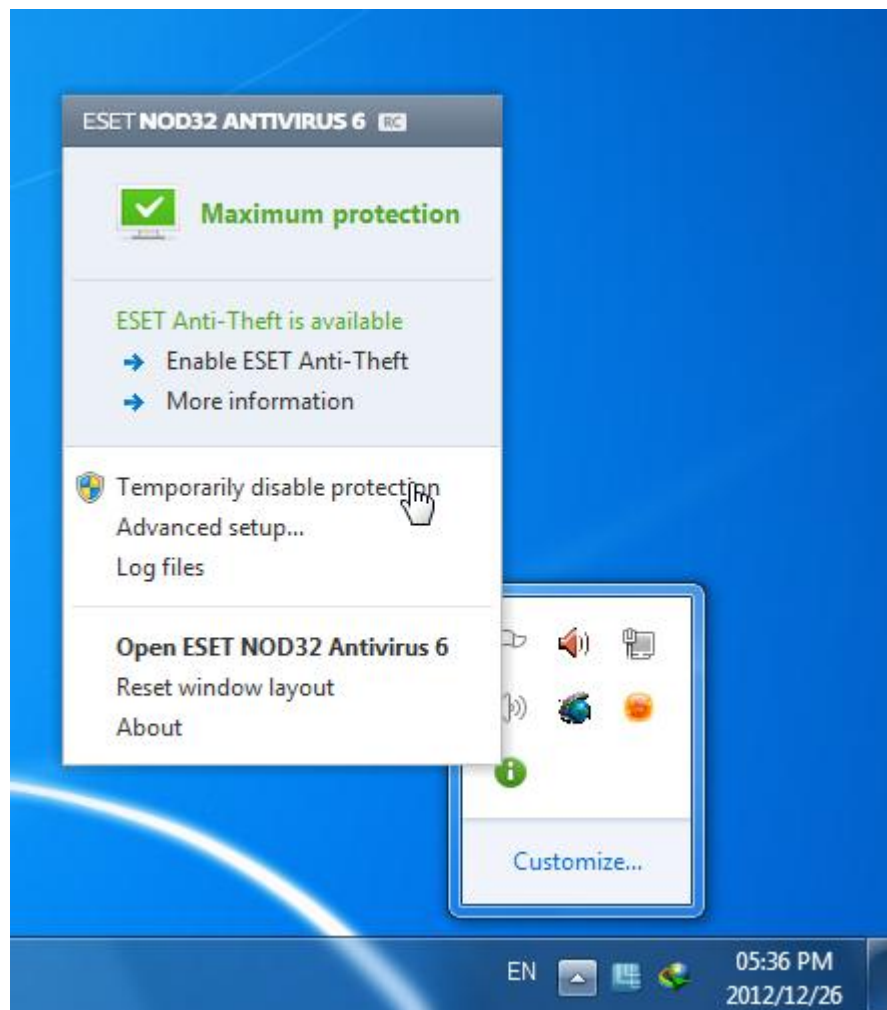 ESET NOD32 ANTIVIRUS 6 RC
Maximum protection
ESET Anti-Theft is available
Enable ESET Anti-Theft
More information
Temporarily disable protection
Advanced setup...
Log files
Open ESET NOD32 Antivirus 6
Reset window layout
About
Customize...
EN
05:36 PM
2012/12/26